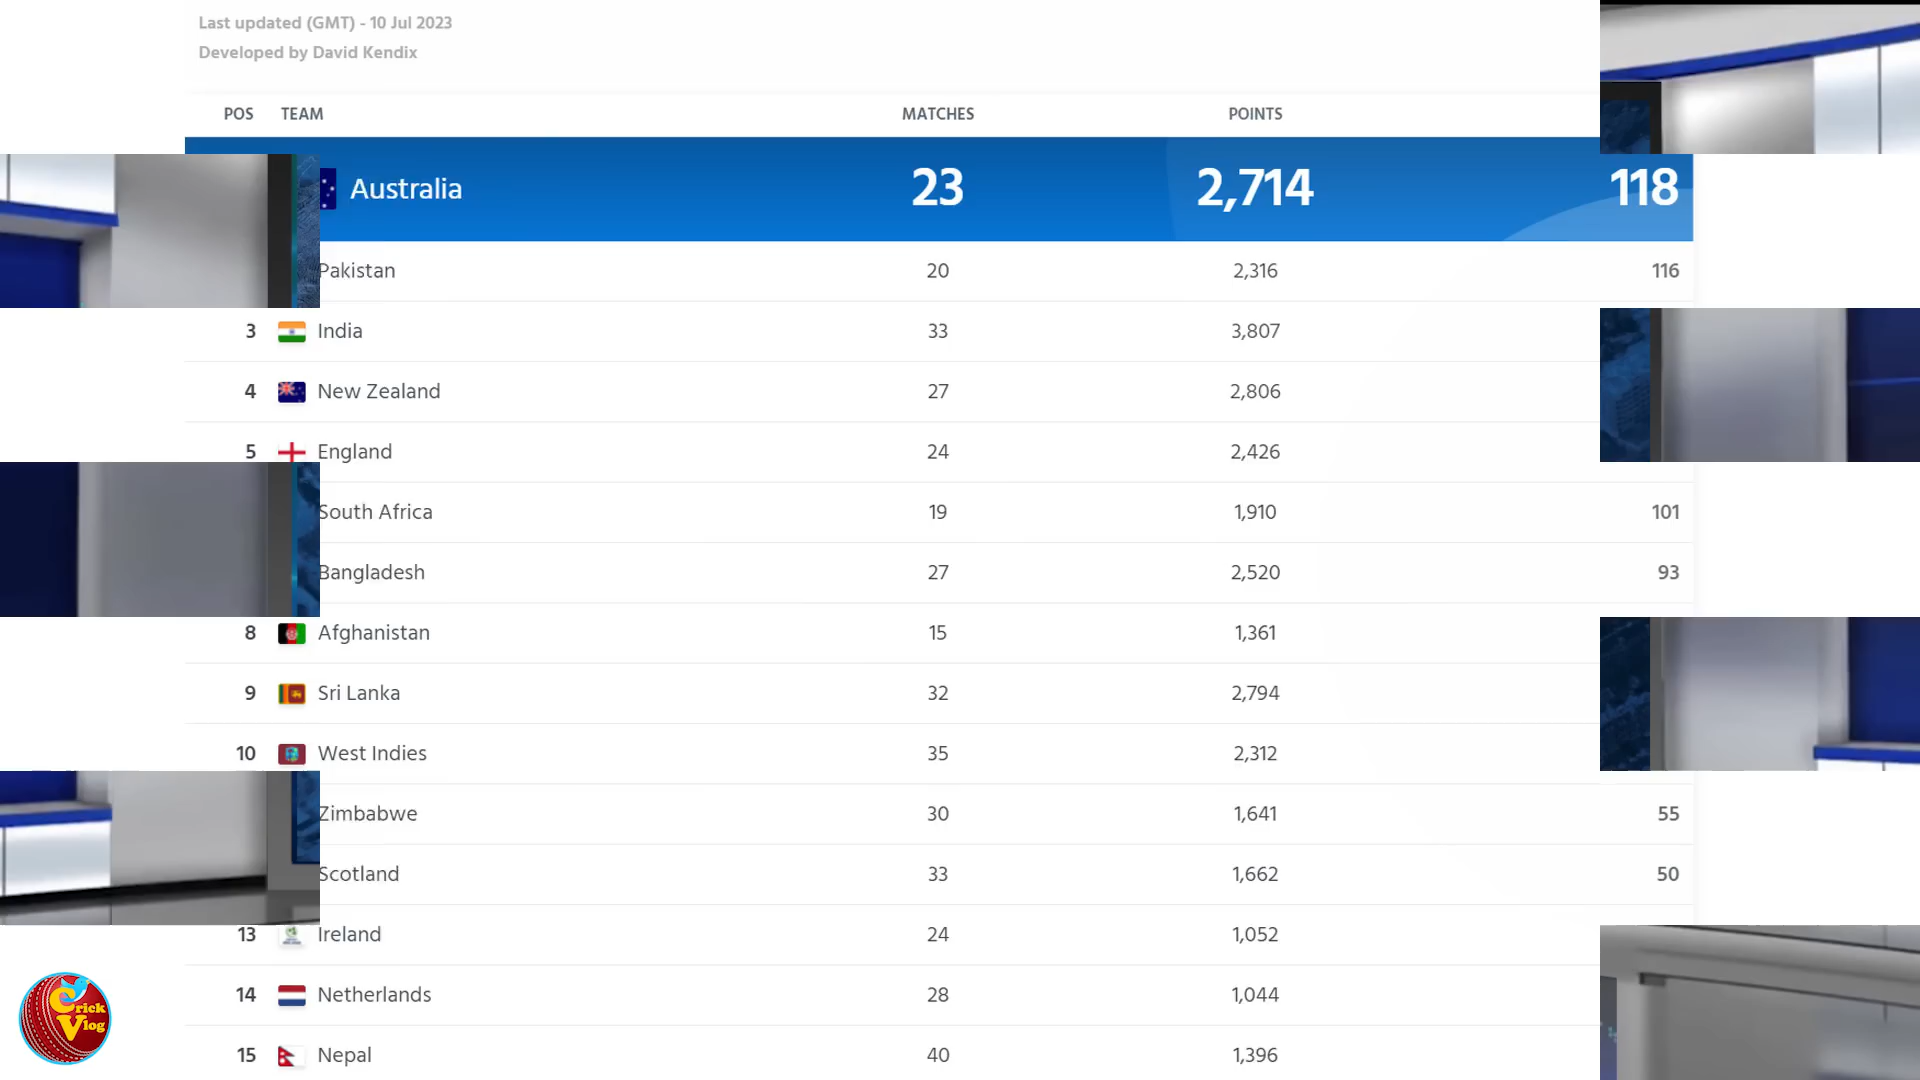 Last updated (GMT) - 10 Jul 2023
Developed by David Kendix
POS TEAM MATCHES POINTS
Australia 23 2,714 118
Pakistan 20 2,316 116
3 India 33 3,807
4 New Zealand 27 2,806
5 England 24 2,426
South Africa 19 1,910 101
Bangladesh 27 2,520 93
8 Afghanistan 15 1,361
9 Sri Lanka 32 2,794
10 West Indies 35 2,312
Zimbabwe 30 1,641 55
Scotland 33 1,662 50
13 Ireland 24 1,052
14 Netherlands 28 1,044
15 Nepal 40 1,396
Crick
Vlog